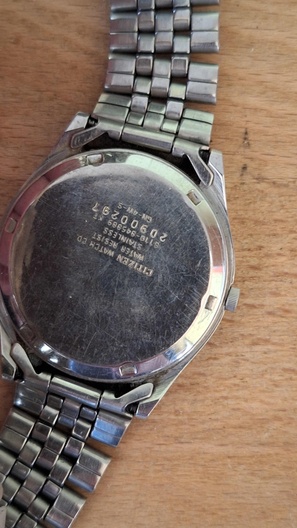 CITIZEN WATCH CO
WATER RESIST
STAINLESS
20900297
GN-4W-S